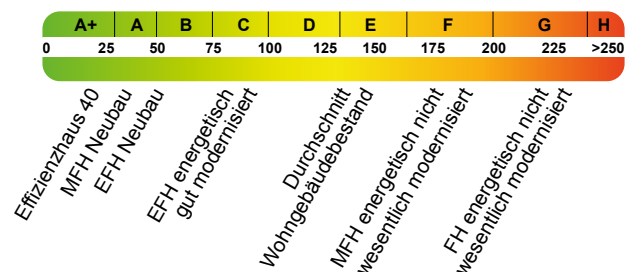 A+ A B C D E F G H
0 25 50 75 100 125 150 175 200 225 >250
Effizienzhaus 40
MFH Neubau
EFH Neubau
EFH energetisch
gut modernisiert
Durchschnitt
Wohngebäudebestand
MFH energetisch nicht
wesentlich modernisiert
FH energetisch nicht
wesentlich modernisiert